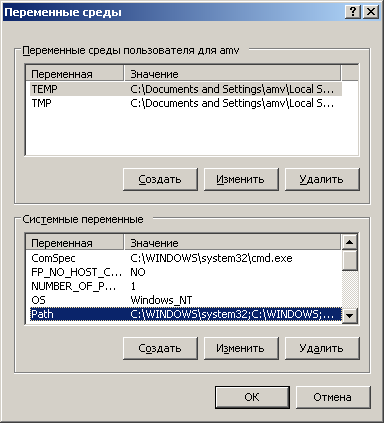 Переменные среды
Переменные среды пользователя для amv
Переменная Значение
TEMP C:\Documents and Settings\amv\Local S...
TMP C:\Documents and Settings\amv\Local S...
Создать Изменить Удалить
Системные переменные
Переменная Значение
ComSpec C:\WINDOWS\system32\cmd.exe
FP_NO_HOST_C... NO
NUMBER_OF_P... 1
OS Windows_NT
Path C:\WINDOWS\system32;C:\WINDOWS;...
Создать Изменить Удалить
ОК Отмена